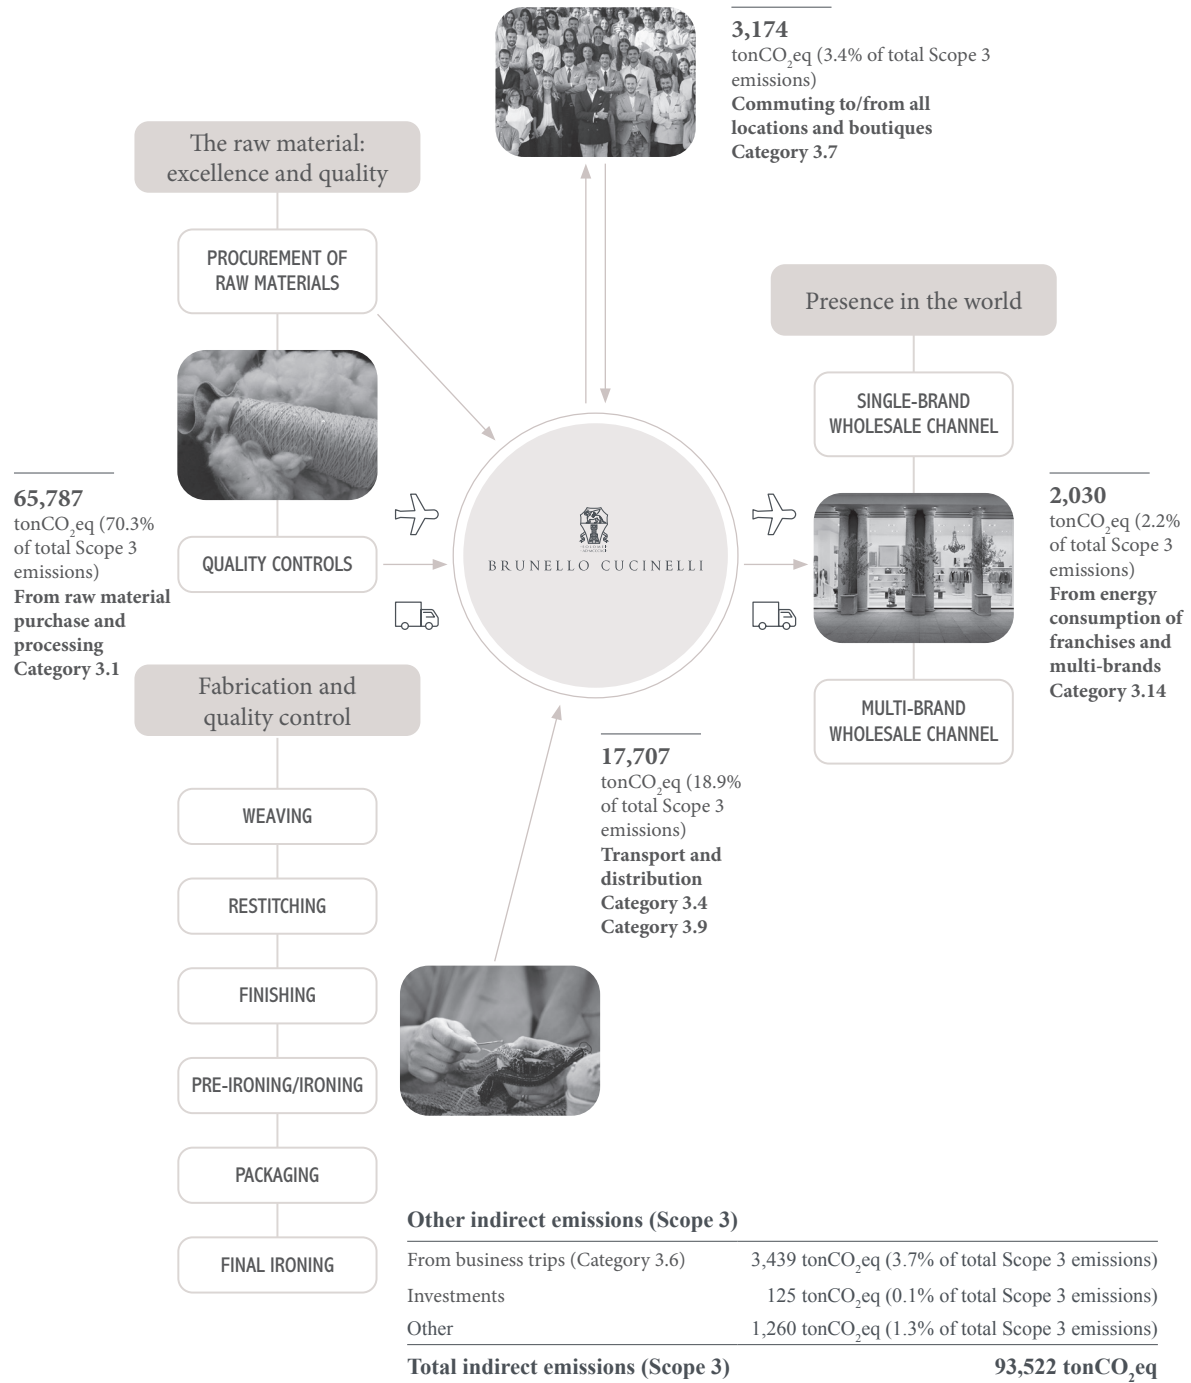 3,174
tonCO₂eq (3.4% of total Scope 3
emissions)
Commuting to/from all
locations and boutiques
Category 3.7
The raw material:
excellence and quality
PROCUREMENT OF
RAW MATERIALS
QUALITY CONTROLS
65,787
tonCO₂eq (70.3%
of total Scope 3
emissions)
From raw material
purchase and
processing
Category 3.1
BRUNELLO CUCINELLI
Presence in the world
SINGLE-BRAND
WHOLESALE CHANNEL
MULTI-BRAND
WHOLESALE CHANNEL
2,030
tonCO₂eq (2.2%
of total Scope 3
emissions)
From energy
consumption of
franchises and
multi-brands
Category 3.14
Fabrication and
quality control
WEAVING
RESTITCHING
FINISHING
PRE-IRONING/IRONING
PACKAGING
FINAL IRONING
17,707
tonCO₂eq (18.9%
of total Scope 3
emissions)
Transport and
distribution
Category 3.4
Category 3.9
Other indirect emissions (Scope 3)
From business trips (Category 3.6) 3,439 tonCO₂eq (3.7% of total Scope 3 emissions)
Investments 125 tonCO₂eq (0.1% of total Scope 3 emissions)
Other 1,260 tonCO₂eq (1.3% of total Scope 3 emissions)
Total indirect emissions (Scope 3) 93,522 tonCO₂eq